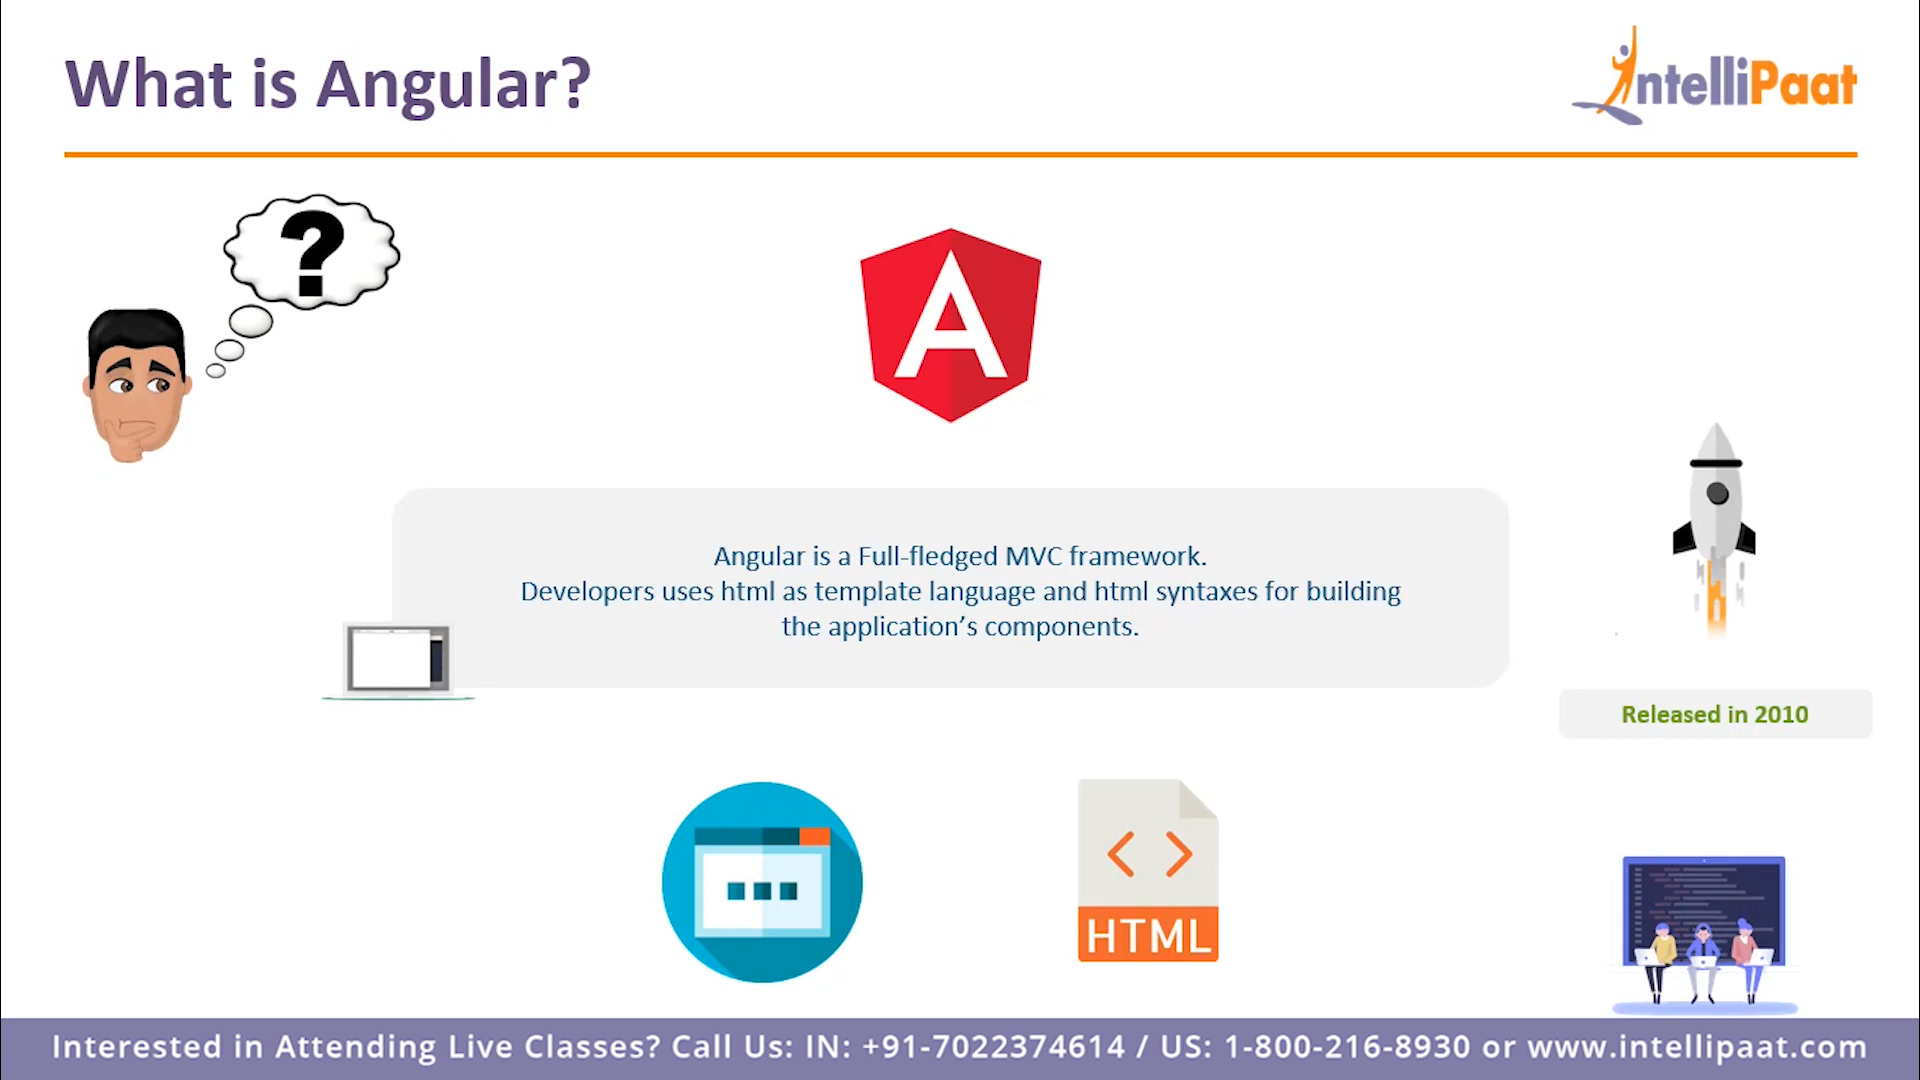 What is Angular?
IntelliPaat
?
A
Angular is a Full-fledged MVC framework.
Developers uses html as template language and html syntaxes for building
the application's components.
Released in 2010
HTML
Interested in Attending Live Classes? Call Us: IN: +91-7022374614 / US: 1-800-216-8930 or www.intellipaat.com